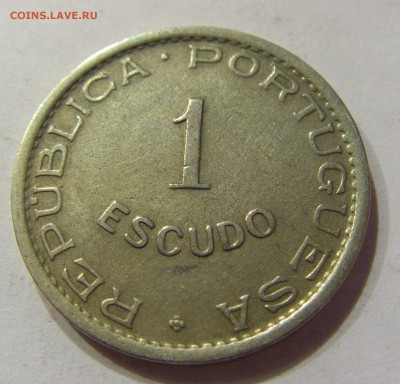 COINS.LAVE.RU
REPÚBLICA · PORTUGUESA
1
ESCUDO